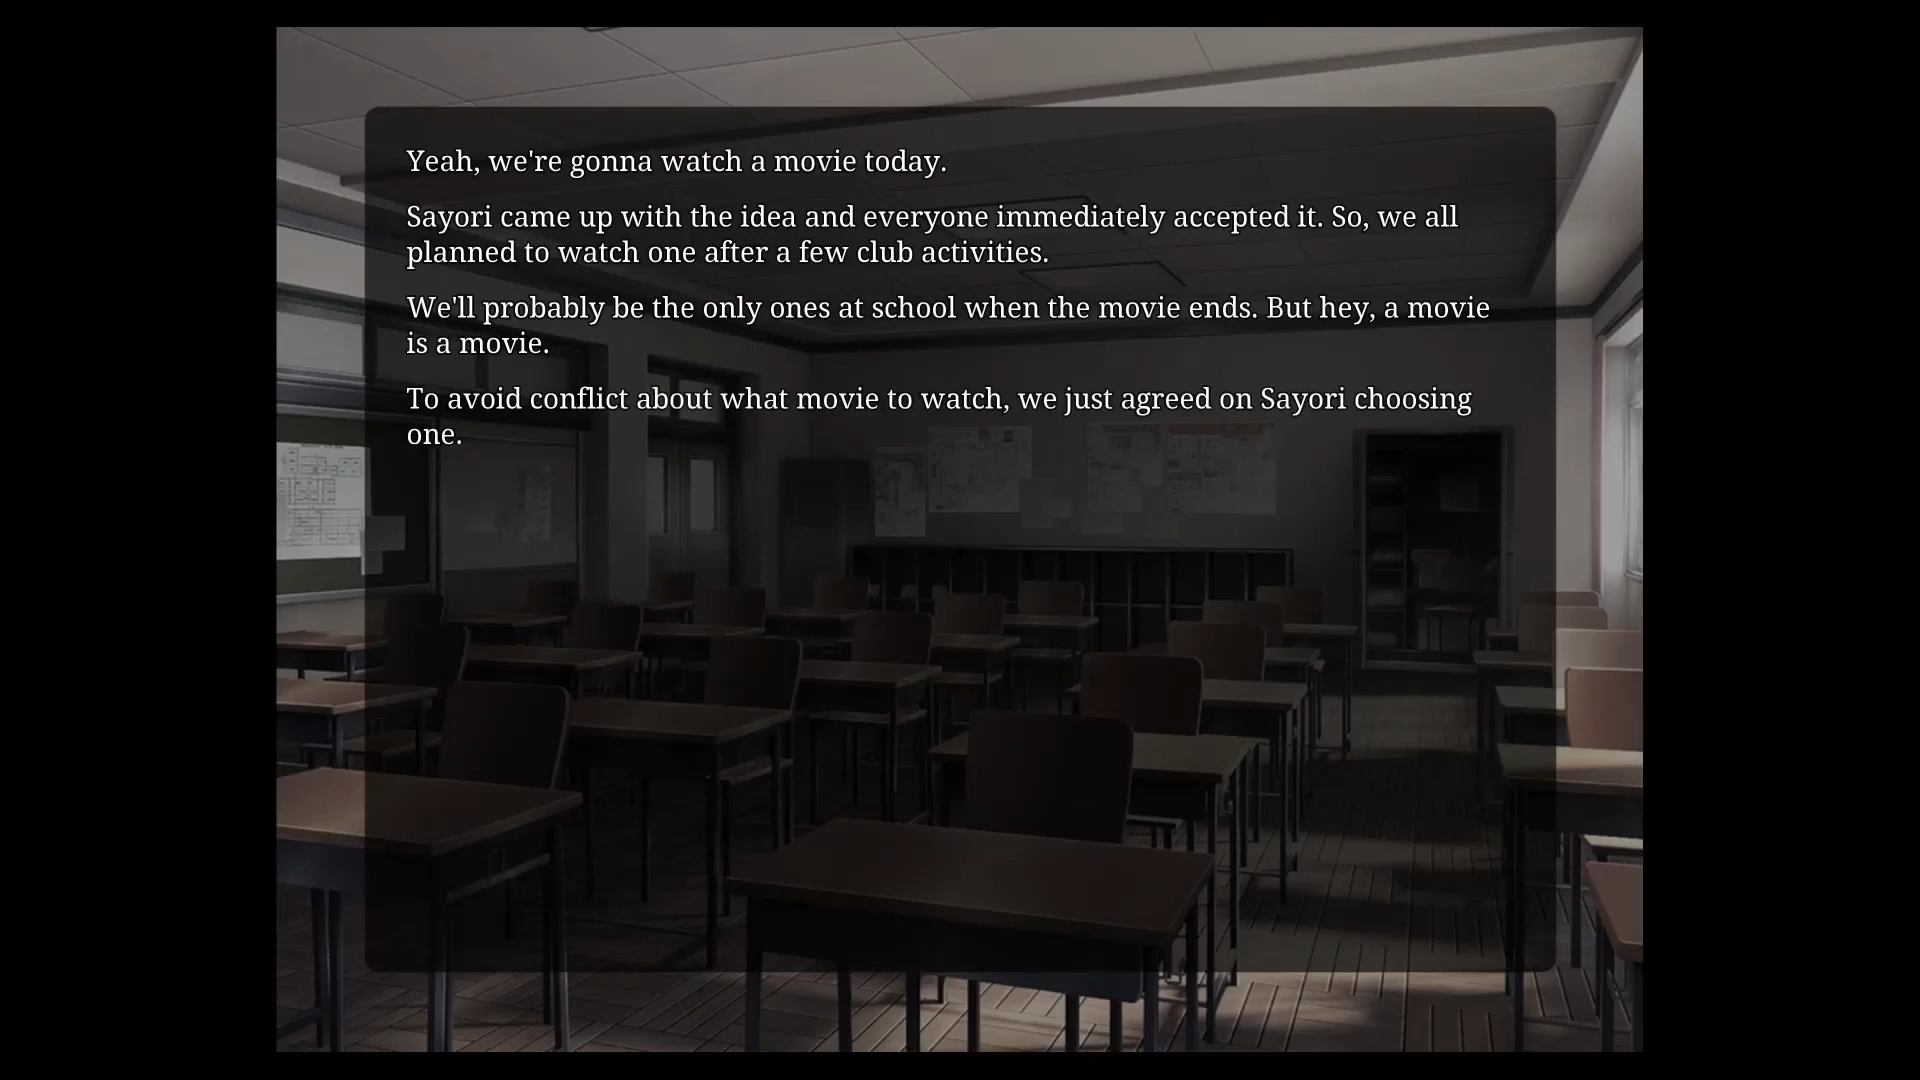 Yeah, we're gonna watch a movie today.
Sayori came up with the idea and everyone immediately accepted it. So, we all
planned to watch one after a few club activities.
We'll probably be the only ones at school when the movie ends. But hey, a movie
is a movie.
To avoid conflict about what movie to watch, we just agreed on Sayori choosing
one.